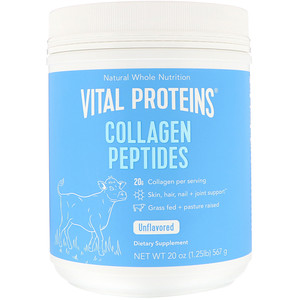 Natural Whole Nutrition
VITAL PROTEINS®
COLLAGEN
PEPTIDES
20g Collagen per serving
Skin, hair, nail + joint support*
Grass fed + pasture raised
Unflavored
Dietary Supplement
NET WT 20 oz (1.25lb) 567 g